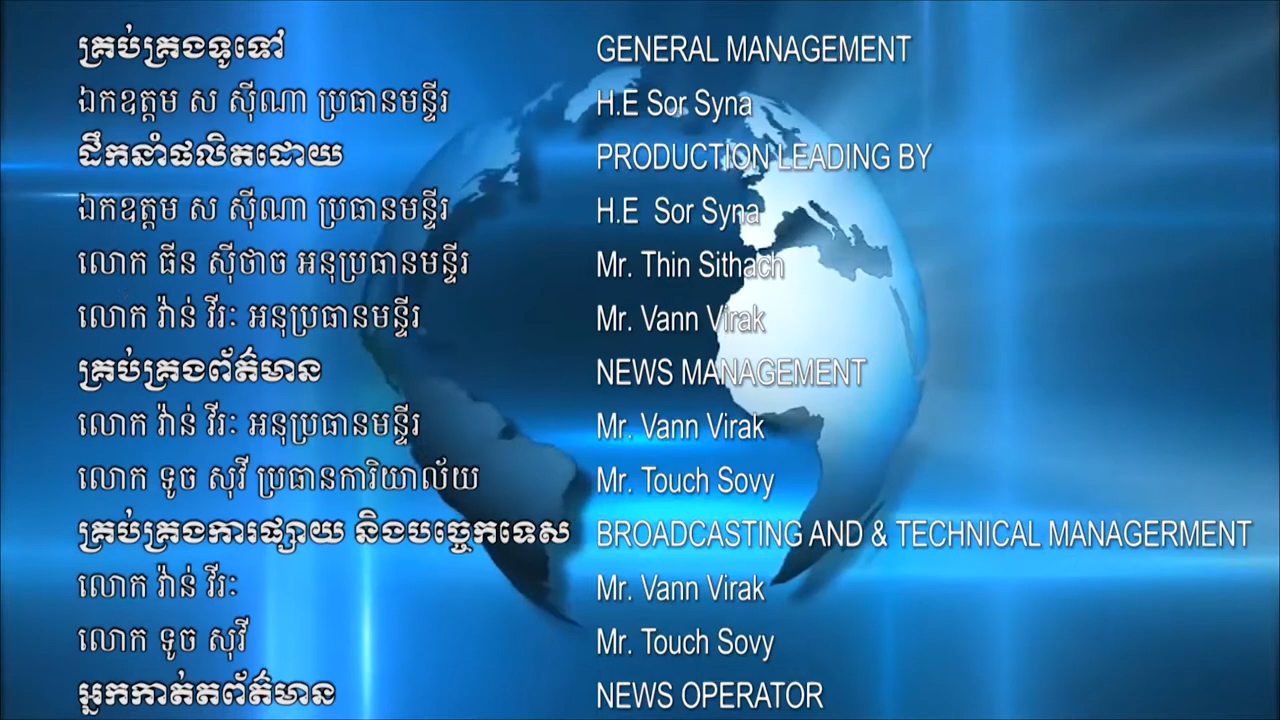 គ្រប់គ្រងទូទៅ GENERAL MANAGEMENT
ឯកឧត្តម ស ស៊ីណា ប្រធានមន្ទីរ H.E Sor Syna
ដឹកនាំផលិតដោយ PRODUCTION LEADING BY
ឯកឧត្តម ស ស៊ីណា ប្រធានមន្ទីរ H.E Sor Syna
លោក ធីន ស៊ីថាច អនុប្រធានមន្ទីរ Mr. Thin Sithach
លោក វ៉ាន់ វីរៈ អនុប្រធានមន្ទីរ Mr. Vann Virak
គ្រប់គ្រងព័ត៌មាន NEWS MANAGEMENT
លោក វ៉ាន់ វីរៈ អនុប្រធានមន្ទីរ Mr. Vann Virak
លោក ទូច សុវី ប្រធានការិយាល័យ Mr. Touch Sovy
គ្រប់គ្រងការផ្សាយ និងបច្ចេកទេស BROADCASTING AND & TECHNICAL MANAGERMENT
លោក វ៉ាន់ វីរៈ Mr. Vann Virak
លោក ទូច សុវី Mr. Touch Sovy
អ្នកកាត់តព័ត៌មាន NEWS OPERATOR